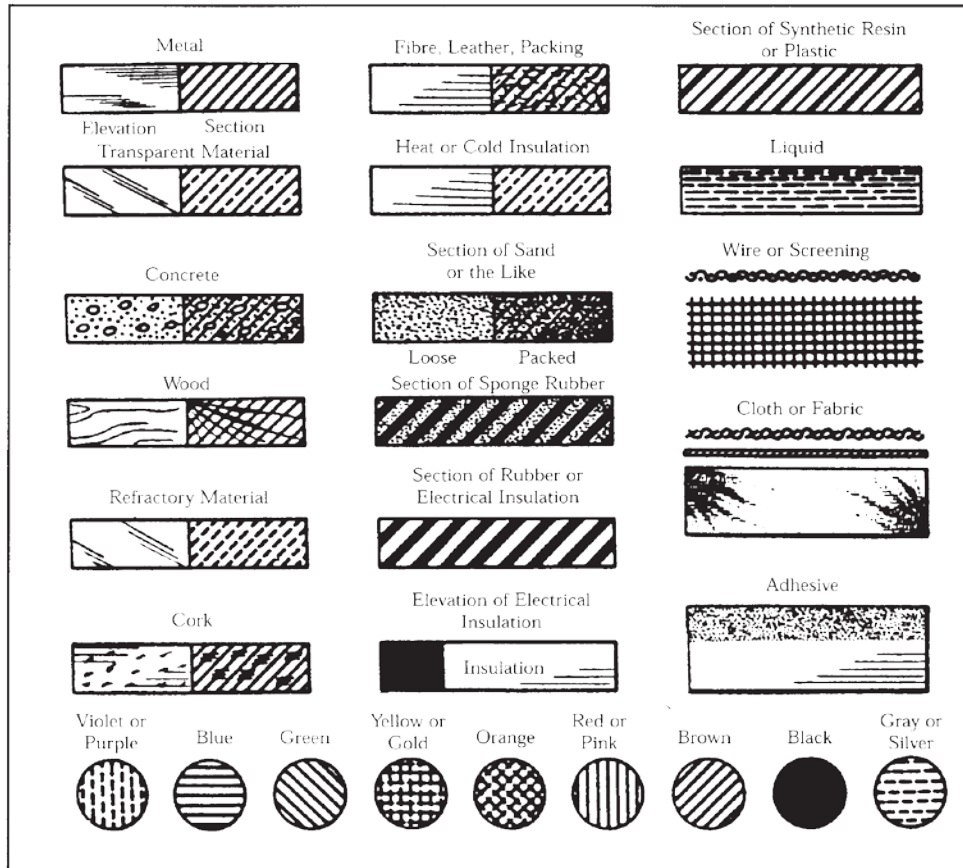 Metal
Elevation Section
Transparent Material
Concrete
Wood
Refractory Material
Cork
Fibre, Leather, Packing
Heat or Cold Insulation
Section of Sand
or the Like
Loose Packed
Section of Sponge Rubber
Section of Rubber or
Electrical Insulation
Elevation of Electrical
Insulation
Insulation
Section of Synthetic Resin
or Plastic
Liquid
Wire or Screening
Cloth or Fabric
Adhesive
Violet or
Purple
Blue
Green
Yellow or
Gold
Orange
Red or
Pink
Brown
Black
Gray or
Silver